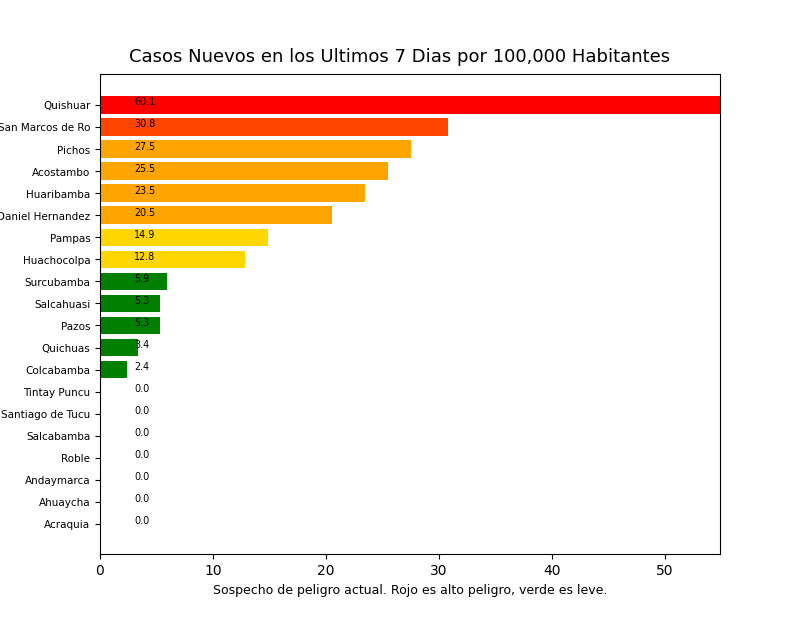 Casos Nuevos en los Ultimos 7 Dias por 100,000 Habitantes
Quishuar 60.1
San Marcos de Ro 30.8
Pichos 27.5
Acostambo 25.5
Huaribamba 23.5
Daniel Hernandez 20.5
Pampas 14.9
Huachocolpa 12.8
Surcubamba 5.9
Salcahuasi 5.3
Pazos 5.3
Quichuas 3.4
Colcabamba 2.4
Tintay Puncu 0.0
Santiago de Tucu 0.0
Salcabamba 0.0
Roble 0.0
Andaymarca 0.0
Ahuaycha 0.0
Acraquia 0.0
0 10 20 30 40 50
Sospecho de peligro actual. Rojo es alto peligro, verde es leve.